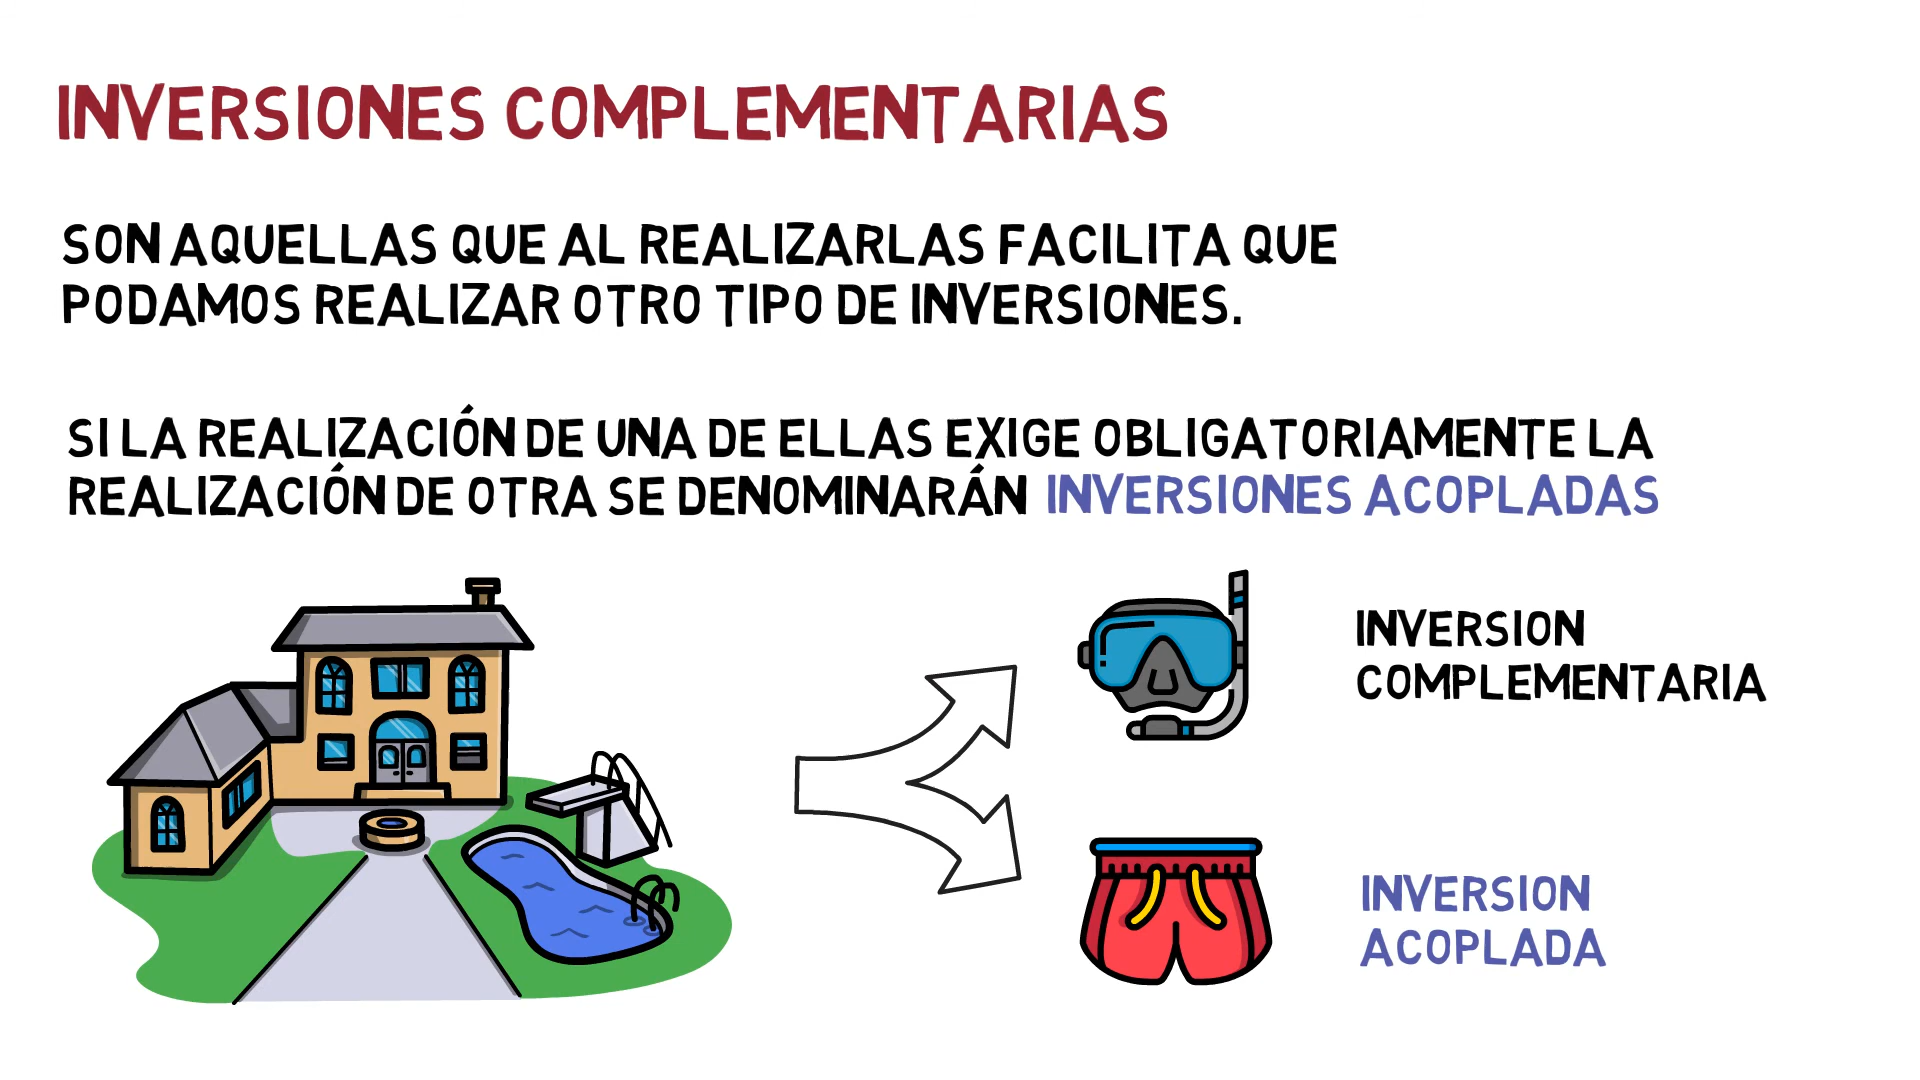 INVERSIONES COMPLEMENTARIAS
SON AQUELLAS QUE AL REALIZARLAS FACILITA QUE
PODAMOS REALIZAR OTRO TIPO DE INVERSIONES.
SI LA REALIZACIÓN DE UNA DE ELLAS EXIGE OBLIGATORIAMENTE LA
REALIZACIÓN DE OTRA SE DENOMINARÁN INVERSIONES ACOPLADAS
INVERSION
COMPLEMENTARIA
INVERSION
ACOPLADA